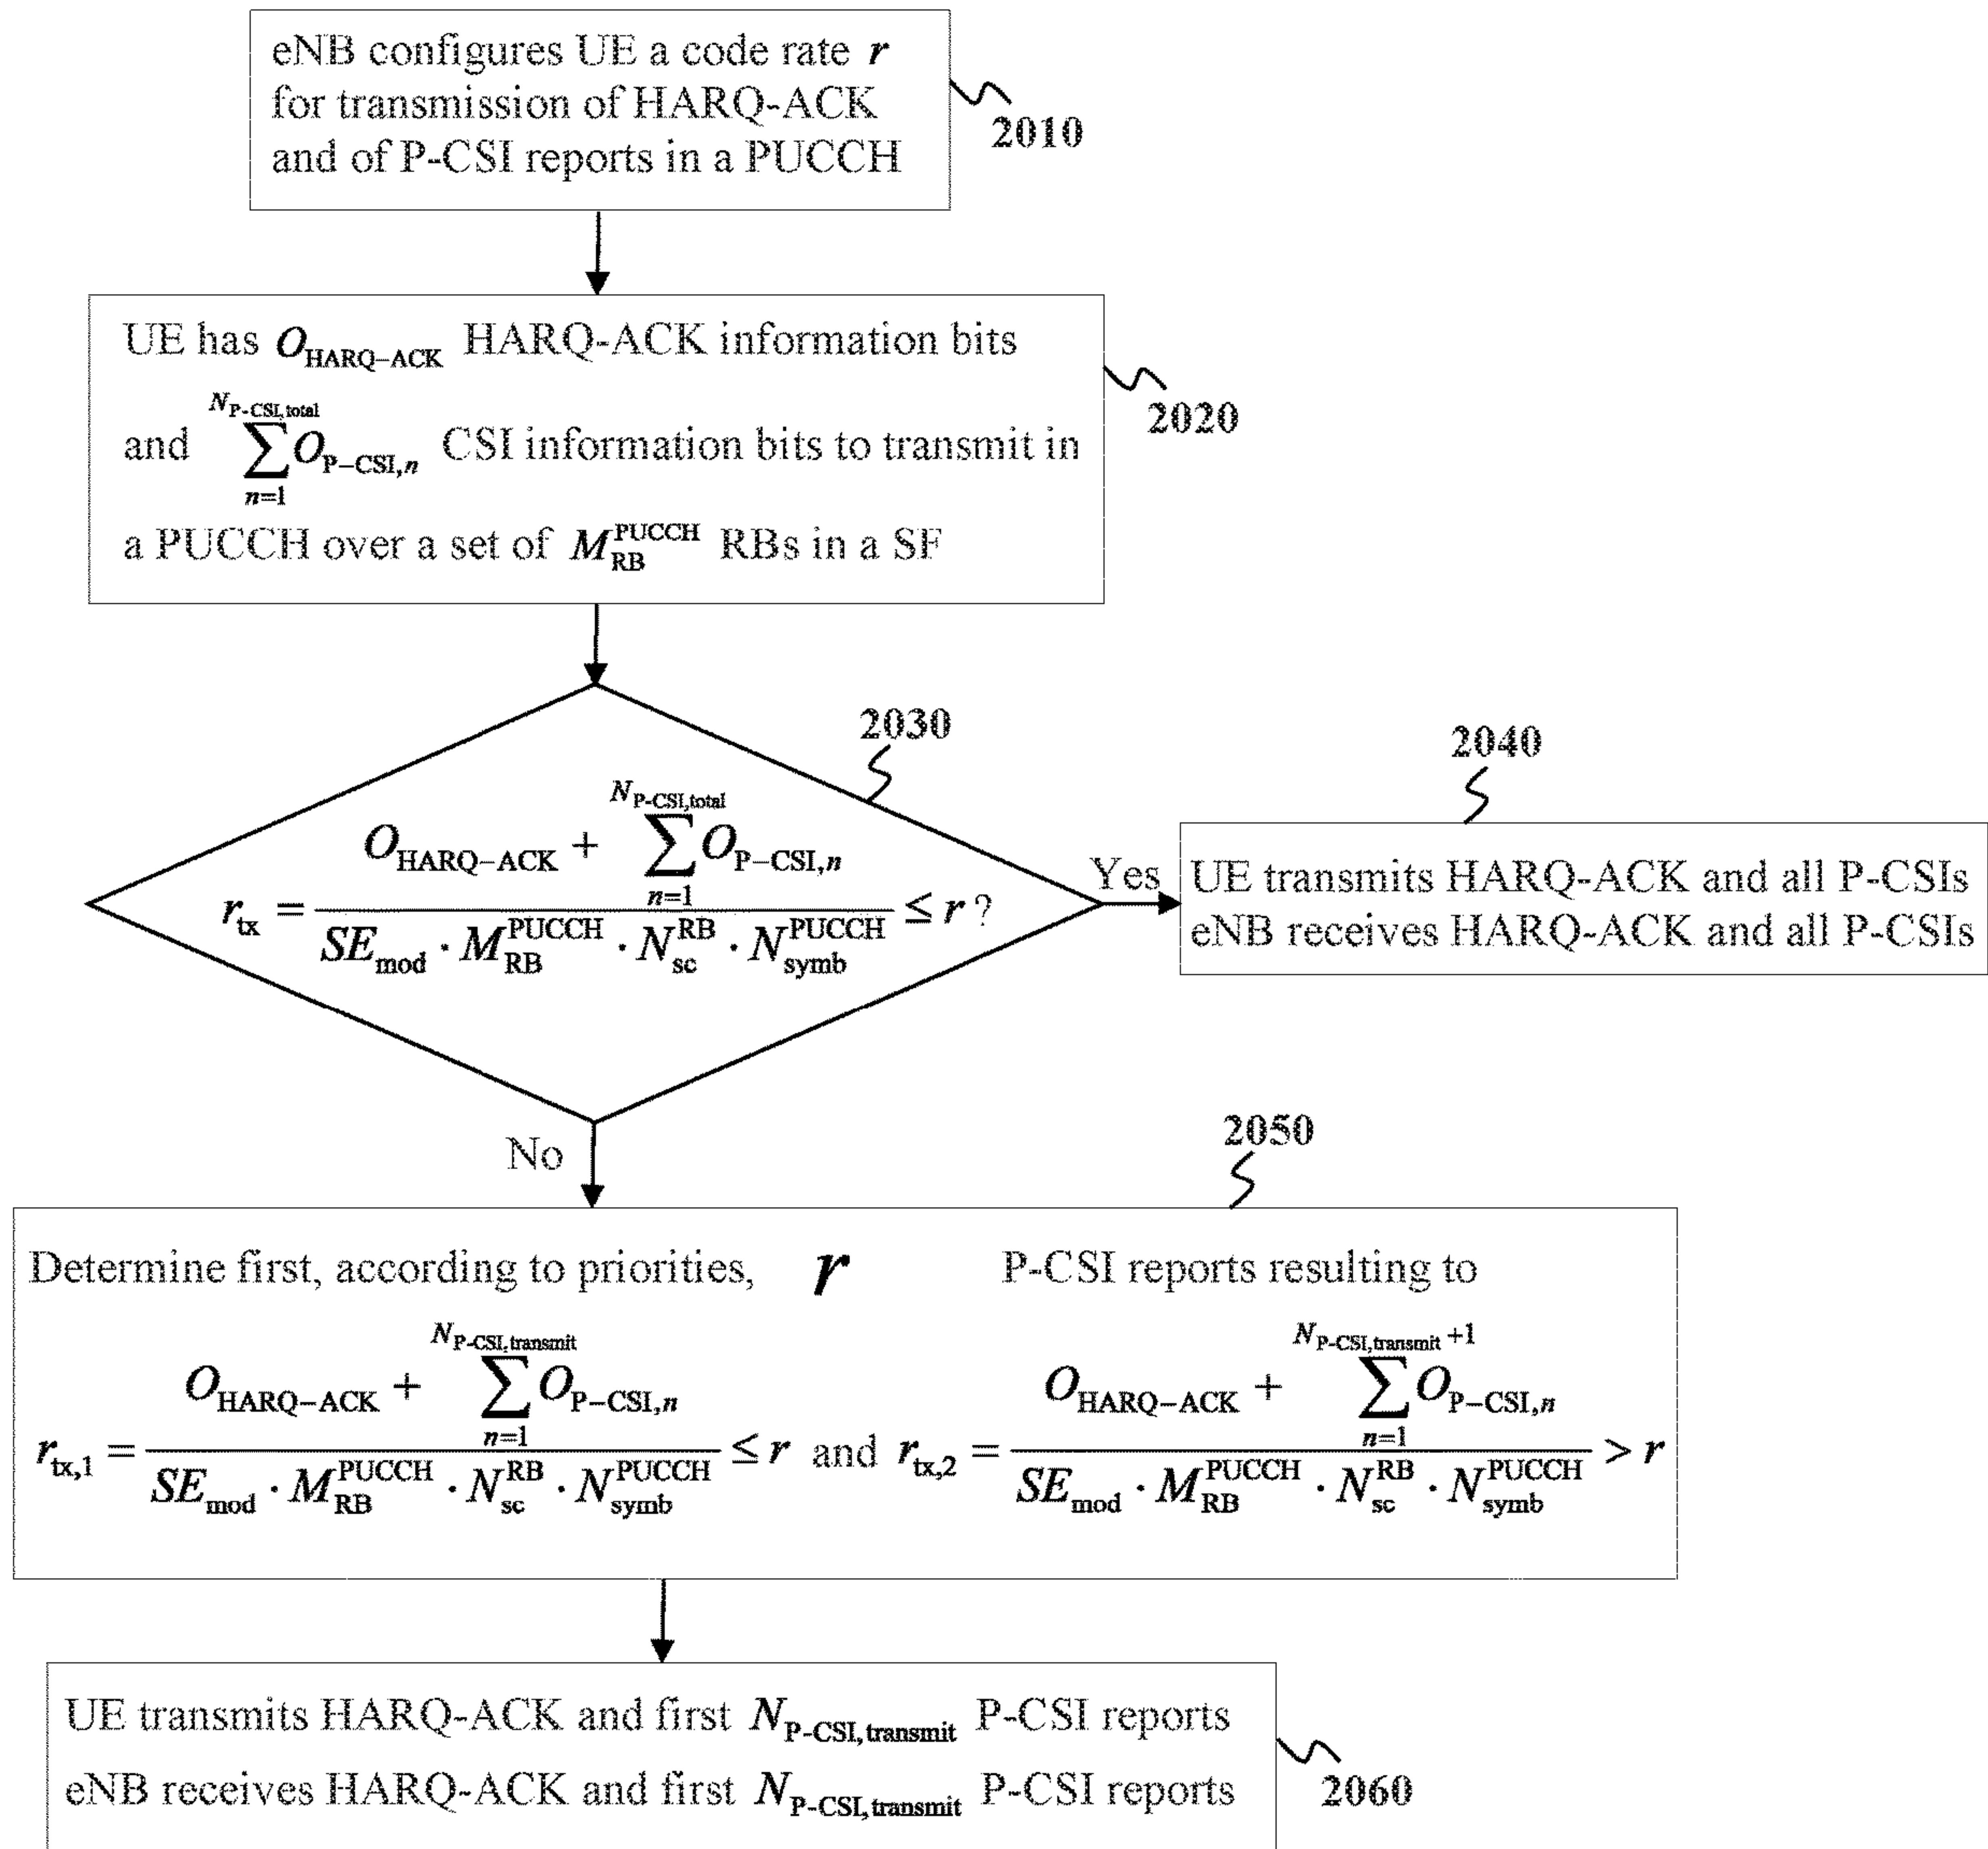 eNB configures UE a code rate r
for transmission of HARQ-ACK
and of P-CSI reports in a PUCCH
2010
UE has O_HARQ−ACK HARQ-ACK information bits
and ∑_{n=1}^{N_P-CSI,total} O_P−CSI,n CSI information bits to transmit in
a PUCCH over a set of M_RB^PUCCH RBs in a SF
2020
2030
r_tx = (O_HARQ−ACK + ∑_{n=1}^{N_P-CSI,total} O_P−CSI,n) / (SE_mod · M_RB^PUCCH · N_sc^RB · N_symb^PUCCH) ≤ r ?
Yes
2040
UE transmits HARQ-ACK and all P-CSIs
eNB receives HARQ-ACK and all P-CSIs
No
2050
Determine first, according to priorities, r P-CSI reports resulting to
r_tx,1 = (O_HARQ−ACK + ∑_{n=1}^{N_P-CSI,transmit} O_P−CSI,n) / (SE_mod · M_RB^PUCCH · N_sc^RB · N_symb^PUCCH) ≤ r and r_tx,2 = (O_HARQ−ACK + ∑_{n=1}^{N_P-CSI,transmit +1} O_P−CSI,n) / (SE_mod · M_RB^PUCCH · N_sc^RB · N_symb^PUCCH) > r
UE transmits HARQ-ACK and first N_P-CSI,transmit P-CSI reports
eNB receives HARQ-ACK and first N_P-CSI,transmit P-CSI reports
2060